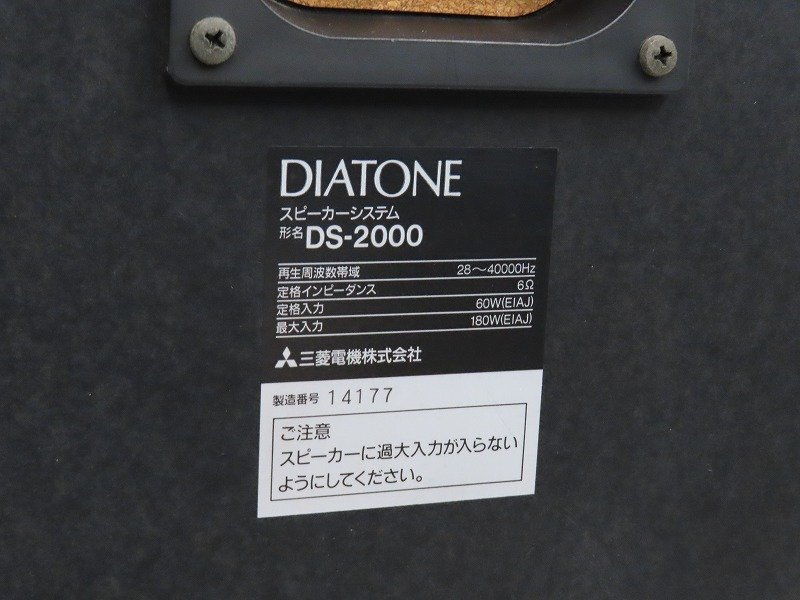 DIATONE
スピーカーシステム
形名 DS-2000
再生周波数帯域 28～40000Hz
定格インピーダンス 6Ω
定格入力 60W(EIAJ)
最大入力 180W(EIAJ)
三菱電機株式会社
製造番号 14177
ご注意
スピーカーに過大入力が入らない
ようにしてください。